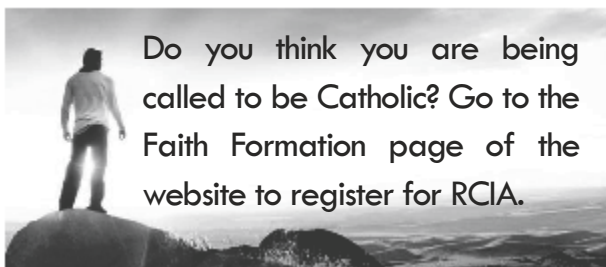 Do you think you are being
called to be Catholic? Go to the
Faith Formation page of the
website to register for RCIA.